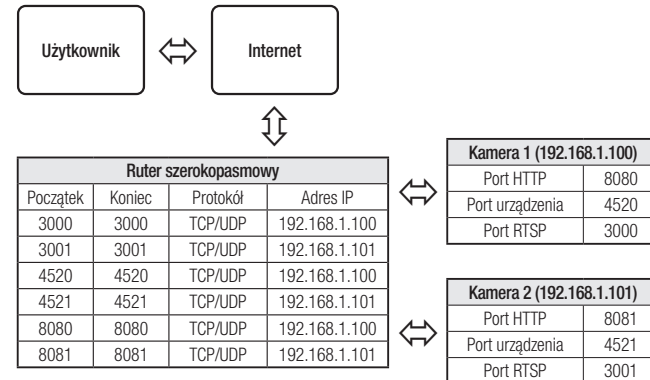 Użytkownik
Internet
Ruter szerokopasmowy
Początek Koniec Protokół Adres IP
3000 3000 TCP/UDP 192.168.1.100
3001 3001 TCP/UDP 192.168.1.101
4520 4520 TCP/UDP 192.168.1.100
4521 4521 TCP/UDP 192.168.1.101
8080 8080 TCP/UDP 192.168.1.100
8081 8081 TCP/UDP 192.168.1.101
Kamera 1 (192.168.1.100)
Port HTTP 8080
Port urządzenia 4520
Port RTSP 3000
Kamera 2 (192.168.1.101)
Port HTTP 8081
Port urządzenia 4521
Port RTSP 3001